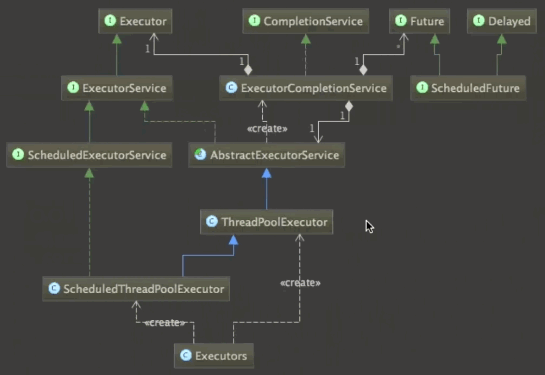 I Executor
I CompletionService
I Future
I Delayed
1
1
1
*
I ExecutorService
C ExecutorCompletionService
I ScheduledFuture
«create»
1
1
I ScheduledExecutorService
C AbstractExecutorService
C ThreadPoolExecutor
«create»
C ScheduledThreadPoolExecutor
«create»
C Executors